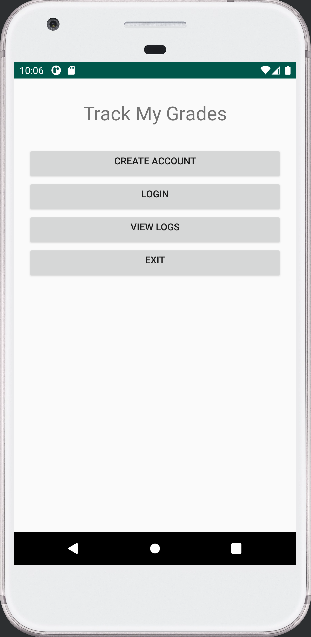 10:06
Track My Grades
CREATE ACCOUNT
LOGIN
VIEW LOGS
EXIT